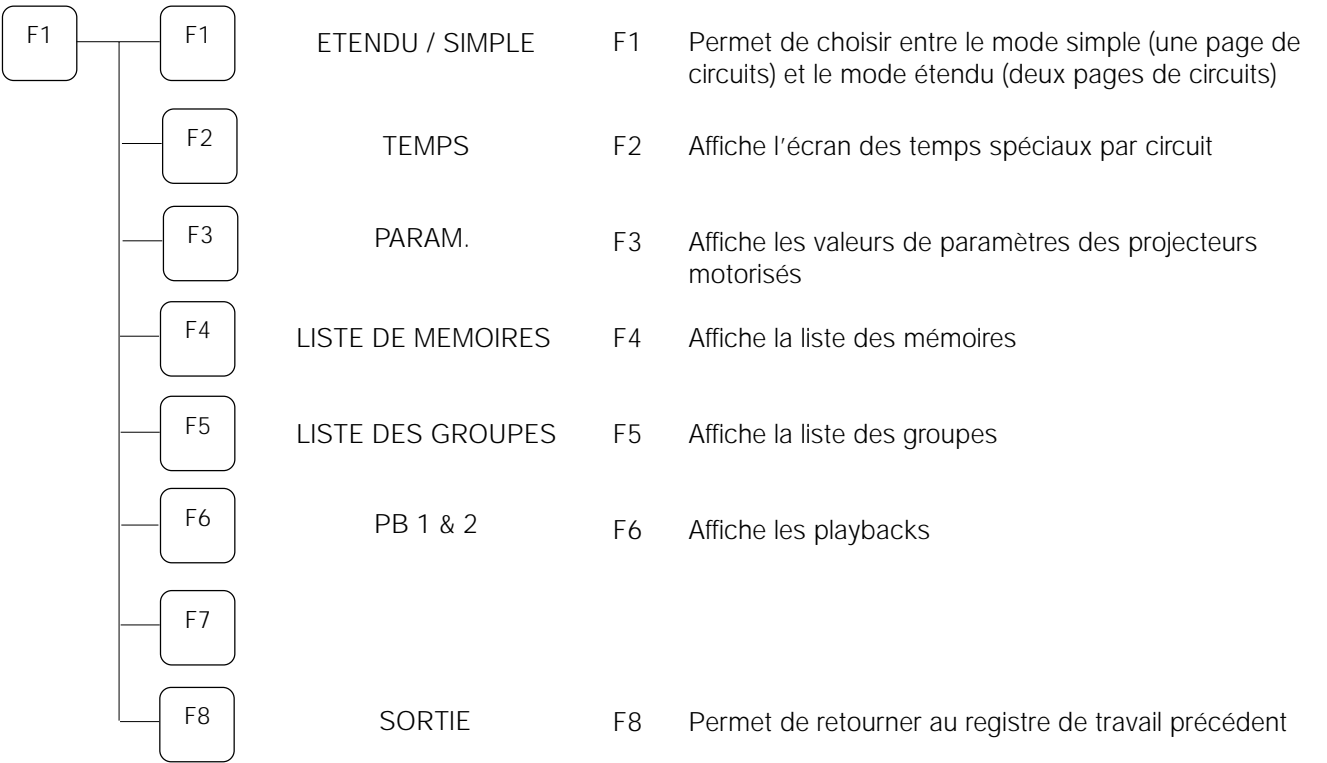 F1 F1 ETENDU / SIMPLE F1 Permet de choisir entre le mode simple (une page de
circuits) et le mode étendu (deux pages de circuits)
F2 TEMPS F2 Affiche l'écran des temps spéciaux par circuit
F3 PARAM. F3 Affiche les valeurs de paramètres des projecteurs
motorisés
F4 LISTE DE MEMOIRES F4 Affiche la liste des mémoires
F5 LISTE DES GROUPES F5 Affiche la liste des groupes
F6 PB 1 & 2 F6 Affiche les playbacks
F7
F8 SORTIE F8 Permet de retourner au registre de travail précédent